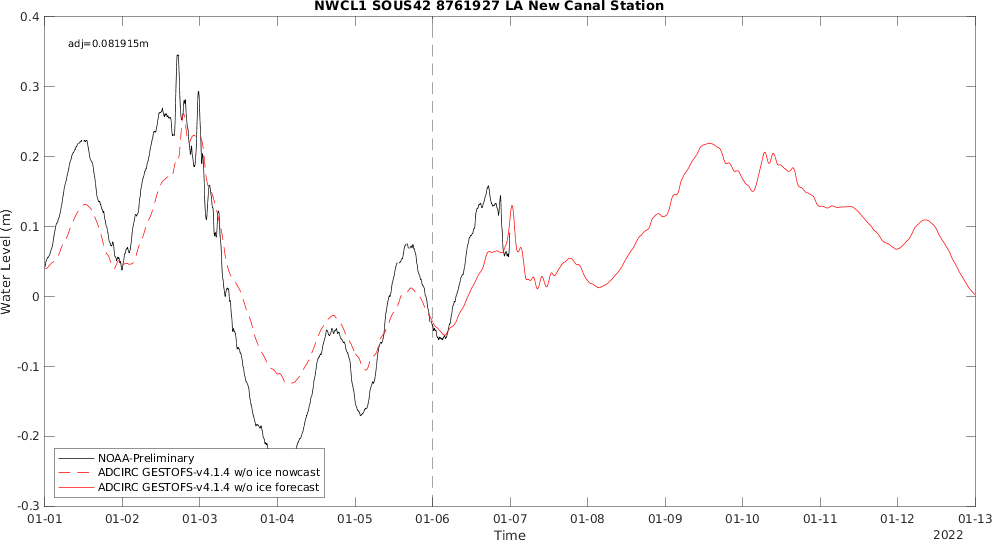 NWCL1 SOUS42 8761927 LA New Canal Station
adj=0.081915m
0.4
0.3
0.2
0.1
0
-0.1
-0.2
-0.3
Water Level (m)
NOAA-Preliminary
ADCIRC GESTOFS-v4.1.4 w/o ice nowcast
ADCIRC GESTOFS-v4.1.4 w/o ice forecast
01-01 01-02 01-03 01-04 01-05 01-06 01-07 01-08 01-09 01-10 01-11 01-12 01-13
Time
2022